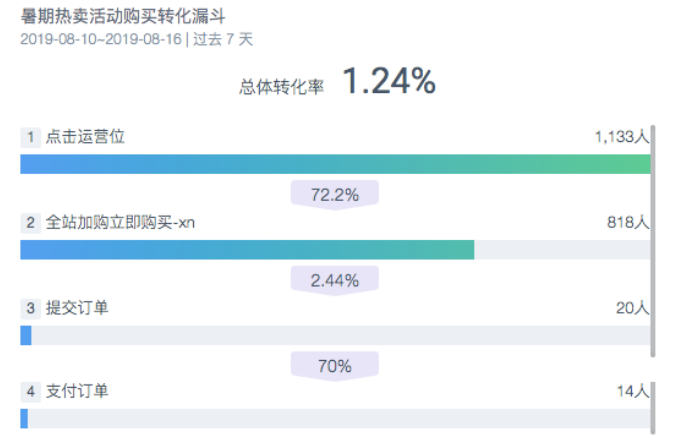 暑期热卖活动购买转化漏斗
2019-08-10~2019-08-16 | 过去 7 天
总体转化率 1.24%
1 点击运营位 1,133人
72.2%
2 全站加购立即购买-xn 818人
2.44%
3 提交订单 20人
70%
4 支付订单 14人